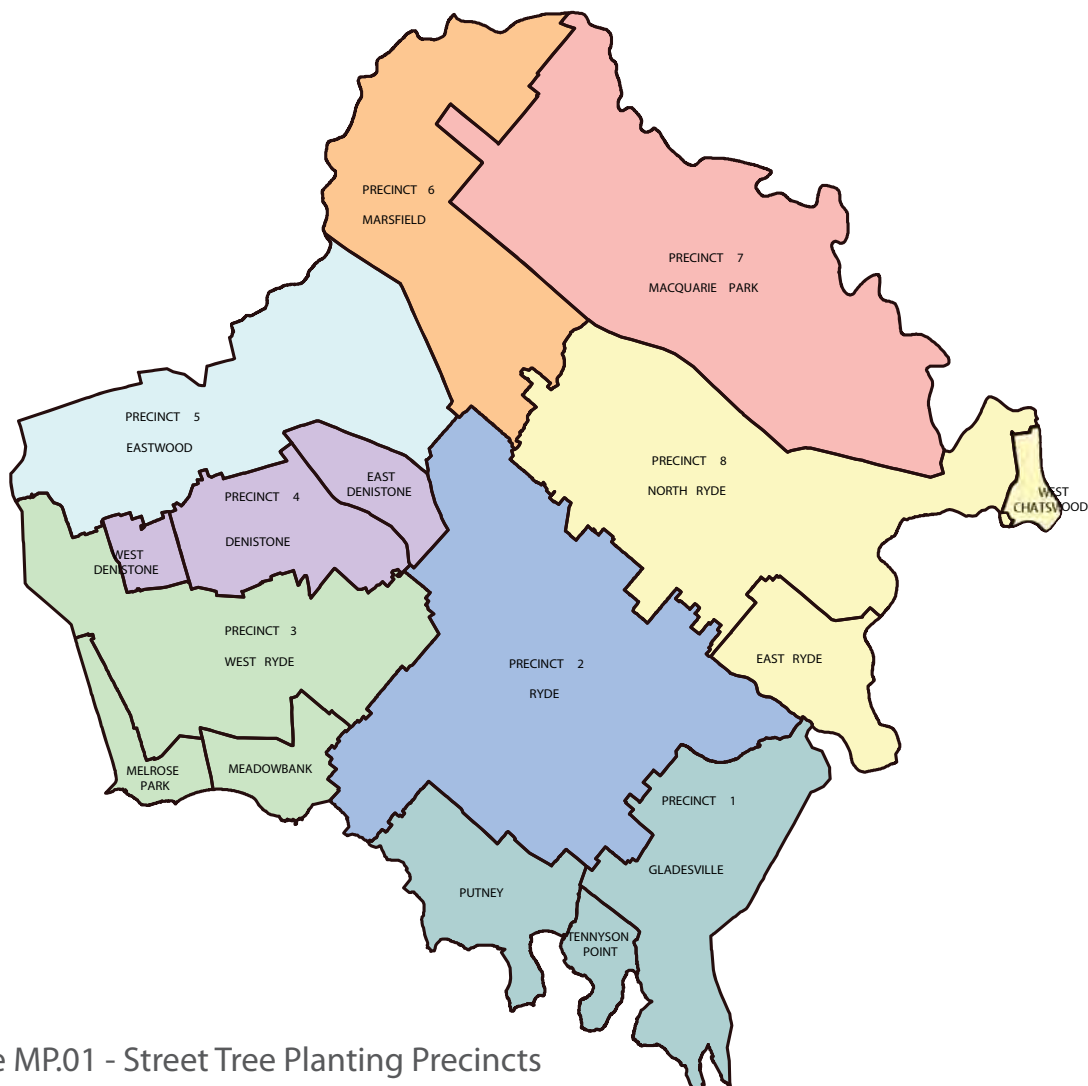 PRECINCT 6
MARSFIELD
PRECINCT 7
MACQUARIE PARK
PRECINCT 5
EASTWOOD
PRECINCT 8
NORTH RYDE
EAST
DENISTONE
PRECINCT 4
DENISTONE
WEST
CHATSWOOD
WEST
DENISTONE
PRECINCT 3
WEST RYDE
PRECINCT 2
RYDE
EAST RYDE
MELROSE
PARK
MEADOWBANK
PRECINCT 1
GLADESVILLE
PUTNEY
TENNYSON
POINT
e MP.01 - Street Tree Planting Precincts